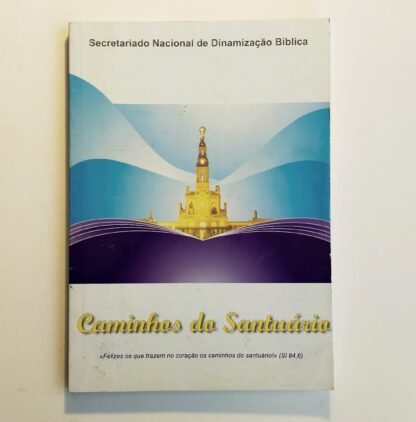 Secretariado Nacional de Dinamização Bíblica
Caminhos do Santuário
«Felizes os que trazem no coração os caminhos do santuário!» (Sl 84,6)